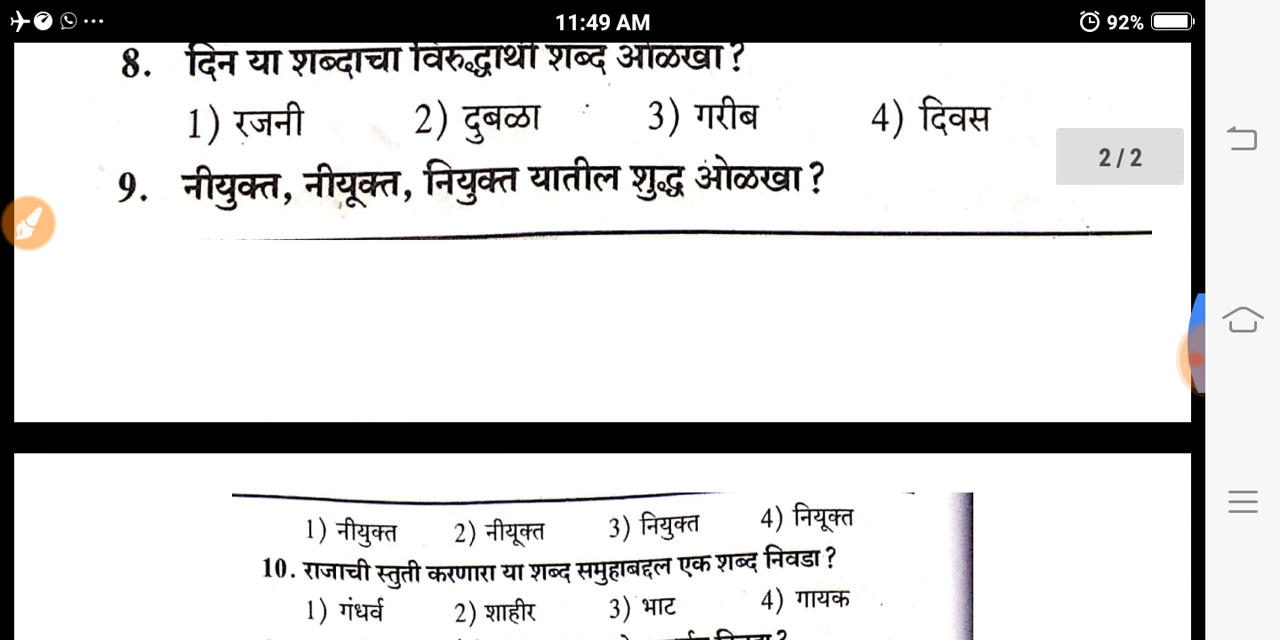 11:49 AM
92%
8. दिन या शब्दाचा विरुद्धार्थी शब्द ओळखा?
1) रजनी 2) दुबळा 3) गरीब 4) दिवस
2/2
9. नीयुक्त, नीयूक्त, नियुक्त यातील शुद्ध ओळखा?
1) नीयुक्त 2) नीयूक्त 3) नियुक्त 4) नियूक्त
10. राजाची स्तुती करणारा या शब्द समुहाबद्दल एक शब्द निवडा?
1) गंधर्व 2) शाहीर 3) भाट 4) गायक